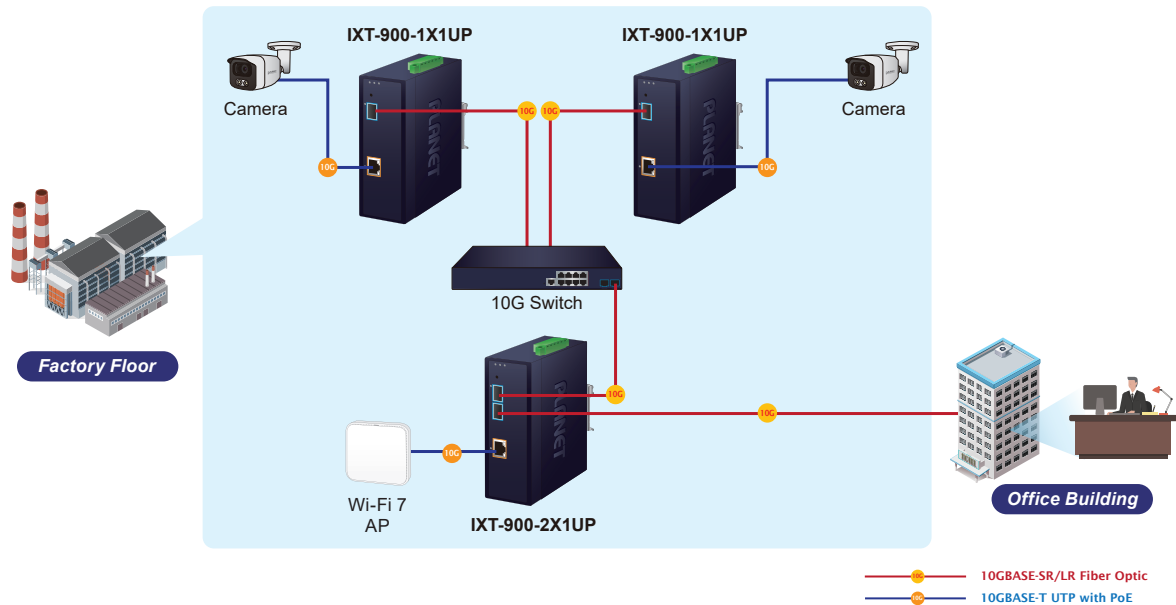 IXT-900-1X1UP
IXT-900-1X1UP
Camera
Camera
PLANET
PLANET
10G
10G
10G
10G
10G Switch
Factory Floor
PLANET
10G
10G
10G
Wi-Fi 7
AP
IXT-900-2X1UP
Office Building
10G 10GBASE-SR/LR Fiber Optic
10G 10GBASE-T UTP with PoE